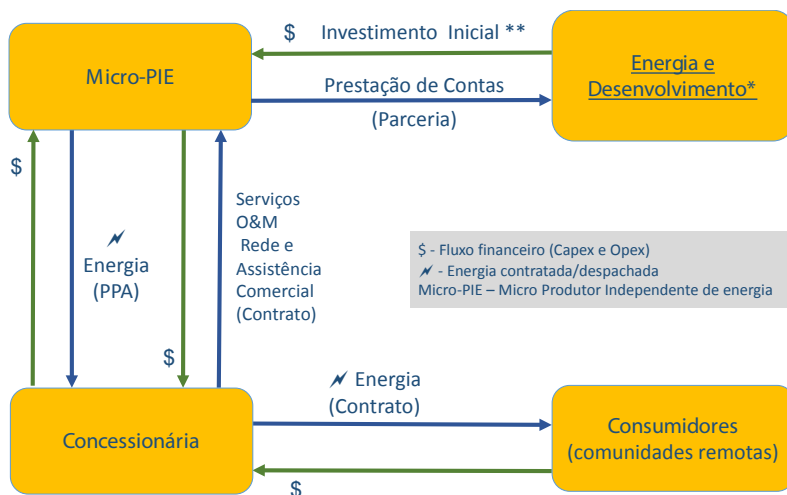 $ Investimento Inicial **
Micro-PIE
Energia e
Desenvolvimento*
Prestação de Contas
(Parceria)
$
Energia
(PPA)
Serviços
O&M
Rede e
Assistência
Comercial
(Contrato)
$
$ - Fluxo financeiro (Capex e Opex)
- Energia contratada/despachada
Micro-PIE – Micro Produtor Independente de energia
Energia
(Contrato)
Concessionária
Consumidores
(comunidades remotas)
$